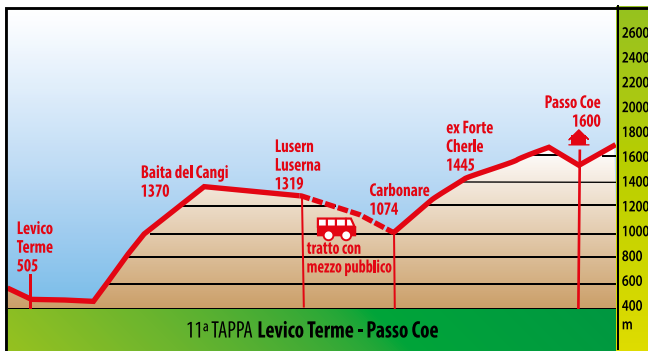 Levico
Terme
505
Baita del Cangi
1370
Lusern
Luserna
1319
tratto con
mezzo pubblico
Carbonare
1074
ex Forte
Cherle
1445
Passo Coe
1600
2600
2400
2200
2000
1800
1600
1400
1200
1000
800
600
400
m
11ª TAPPA Levico Terme - Passo Coe